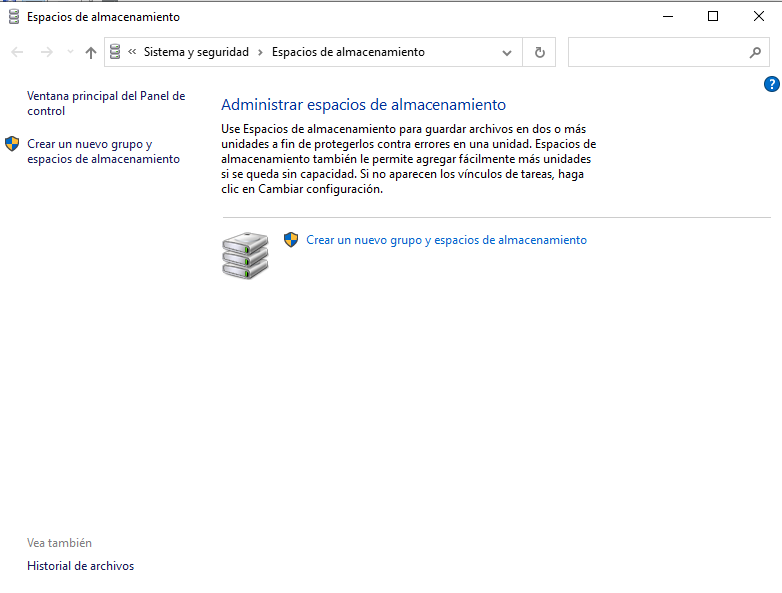 Espacios de almacenamiento
« Sistema y seguridad > Espacios de almacenamiento
?
Ventana principal del Panel de
control
Crear un nuevo grupo y
espacios de almacenamiento
Administrar espacios de almacenamiento
Use Espacios de almacenamiento para guardar archivos en dos o más
unidades a fin de protegerlos contra errores en una unidad. Espacios de
almacenamiento también le permite agregar fácilmente más unidades
si se queda sin capacidad. Si no aparecen los vínculos de tareas, haga
clic en Cambiar configuración.
Crear un nuevo grupo y espacios de almacenamiento
Vea también
Historial de archivos